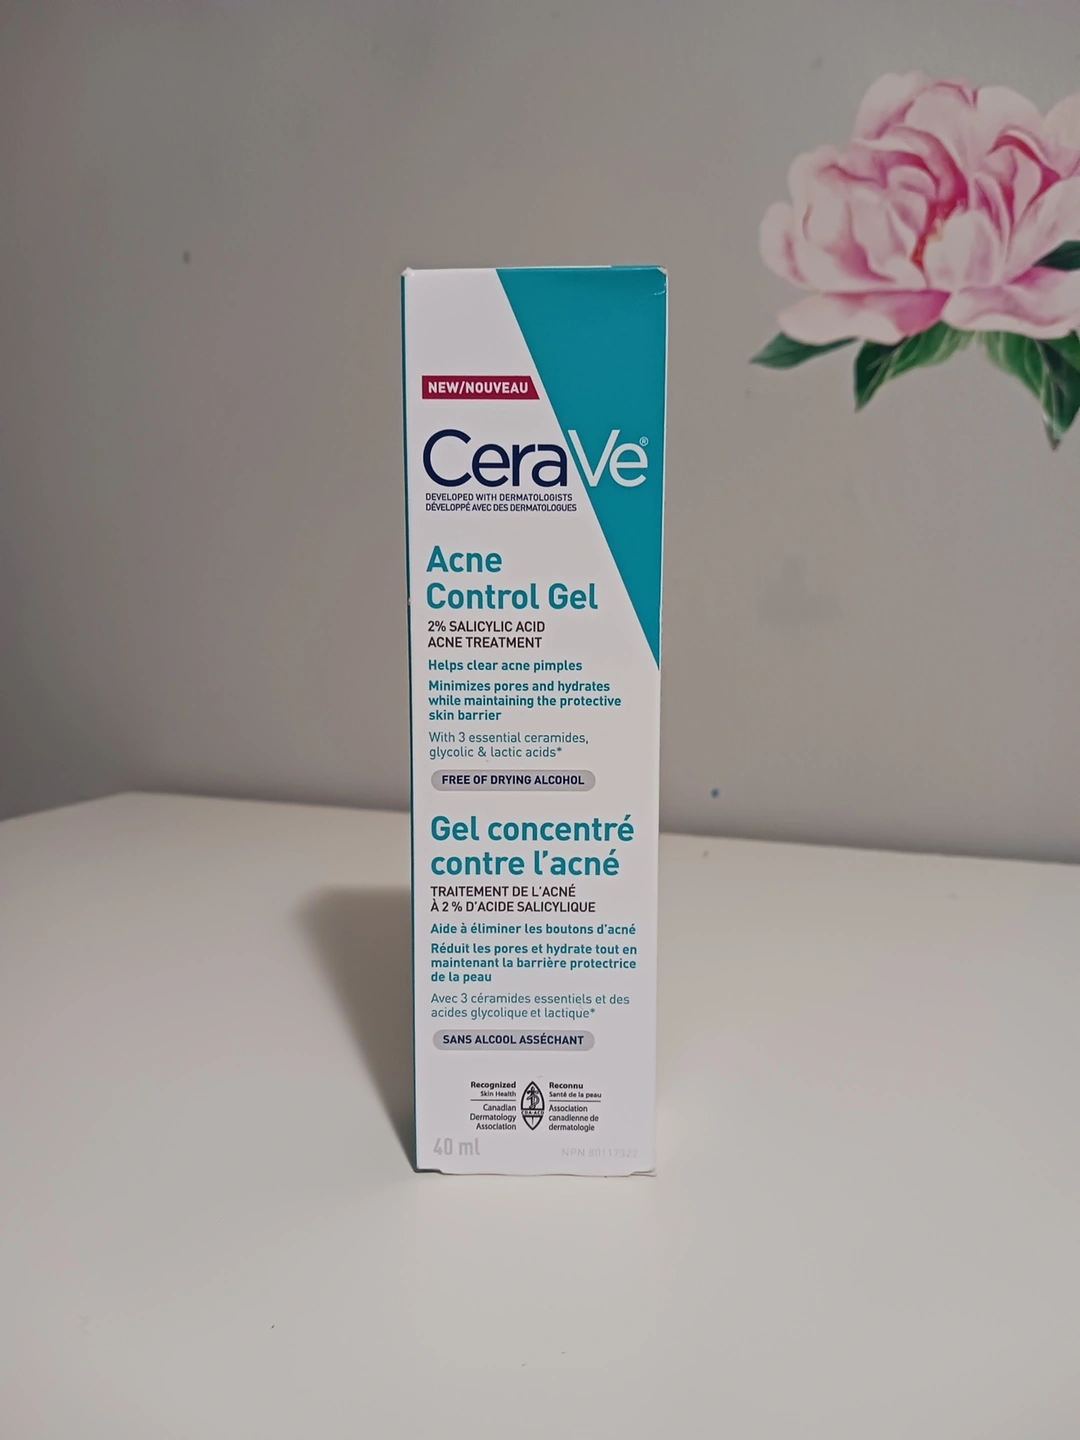 NEW/NOUVEAU
CeraVe®
DEVELOPED WITH DERMATOLOGISTS
DÉVELOPPÉ AVEC DES DERMATOLOGUES
Acne
Control Gel
2% SALICYLIC ACID
ACNE TREATMENT
Helps clear acne pimples
Minimizes pores and hydrates
while maintaining the protective
skin barrier
With 3 essential ceramides,
glycolic & lactic acids*
FREE OF DRYING ALCOHOL
Gel concentré
contre l'acné
TRAITEMENT DE L'ACNÉ
À 2 % D'ACIDE SALICYLIQUE
Aide à éliminer les boutons d'acné
Réduit les pores et hydrate tout en
maintenant la barrière protectrice
de la peau
Avec 3 céramides essentiels et des
acides glycolique et lactique*
SANS ALCOOL ASSÉCHANT
Recognized
Skin Health
Canadian
Dermatology
Association
CDA·ACD
Reconnu
Santé de la peau
Association
canadienne de
dermatologie
40 ml
NPN